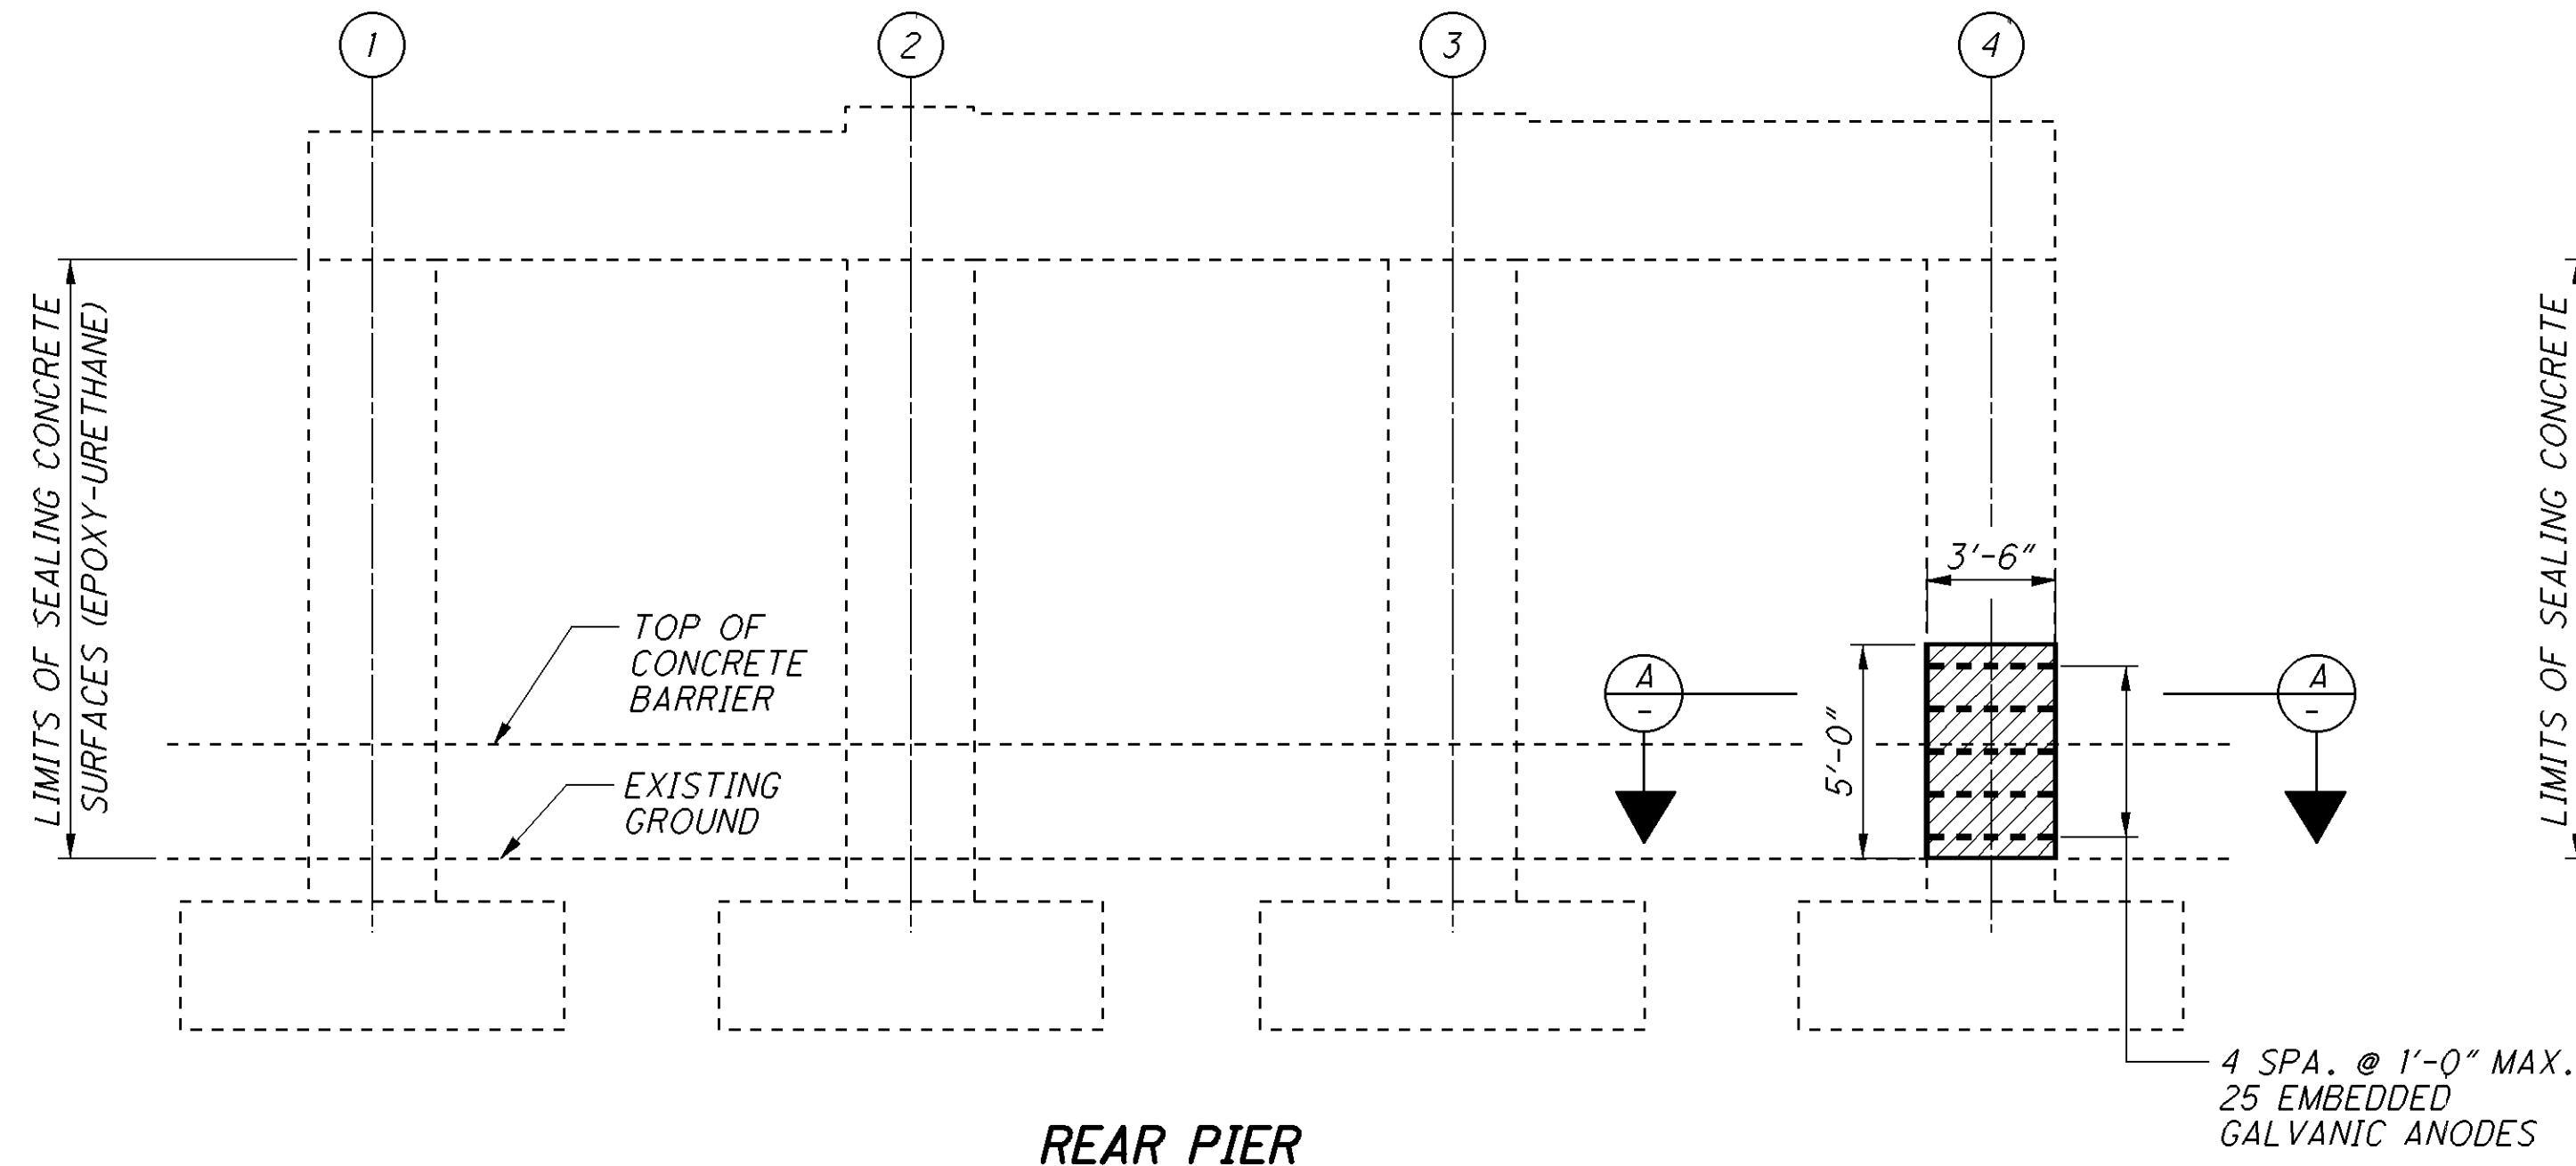 1
2
3
4
LIMITS OF SEALING CONCRETE
SURFACES (EPOXY-URETHANE)
TOP OF
CONCRETE
BARRIER
EXISTING
GROUND
3'-6"
5'-0"
A
-
A
-
4 SPA. @ 1'-0" MAX.
25 EMBEDDED
GALVANIC ANODES
LIMITS OF SEALING CONCRETE
REAR PIER